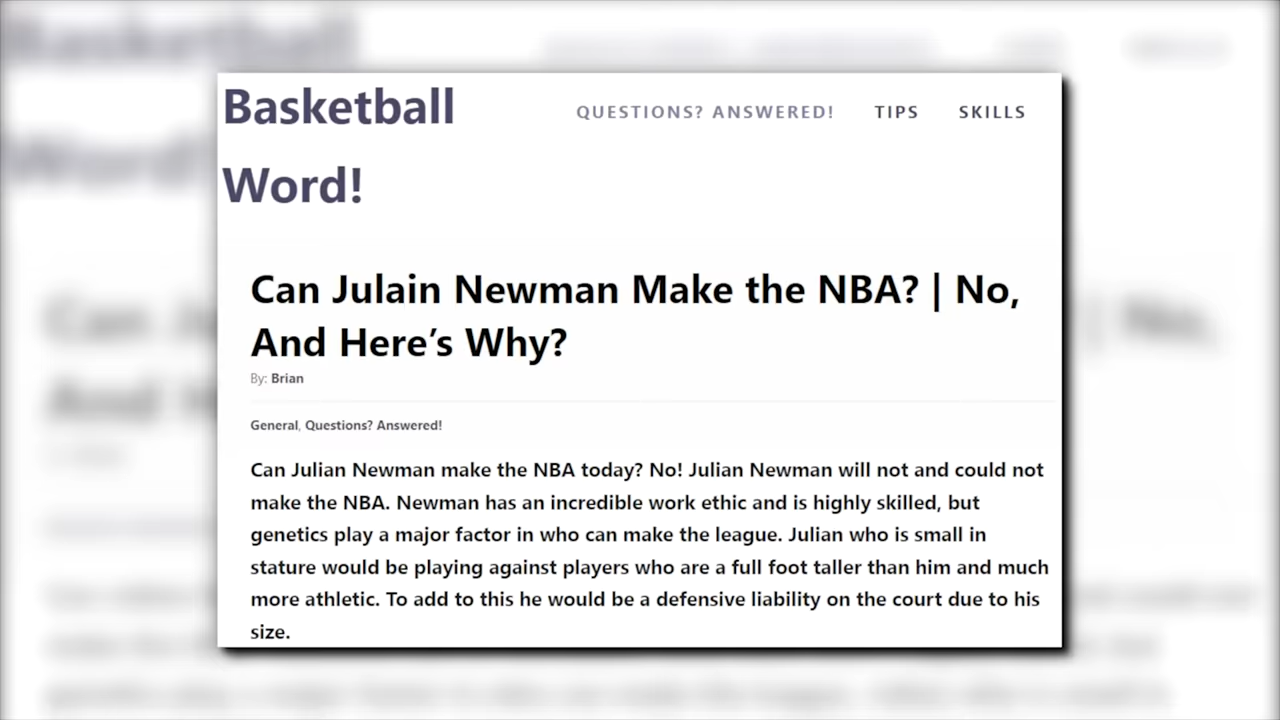 Basketball
Word!
QUESTIONS? ANSWERED! TIPS SKILLS
Can Julain Newman Make the NBA? | No,
And Here’s Why?
By: Brian
General, Questions? Answered!
Can Julian Newman make the NBA today? No! Julian Newman will not and could not
make the NBA. Newman has an incredible work ethic and is highly skilled, but
genetics play a major factor in who can make the league. Julian who is small in
stature would be playing against players who are a full foot taller than him and much
more athletic. To add to this he would be a defensive liability on the court due to his
size.